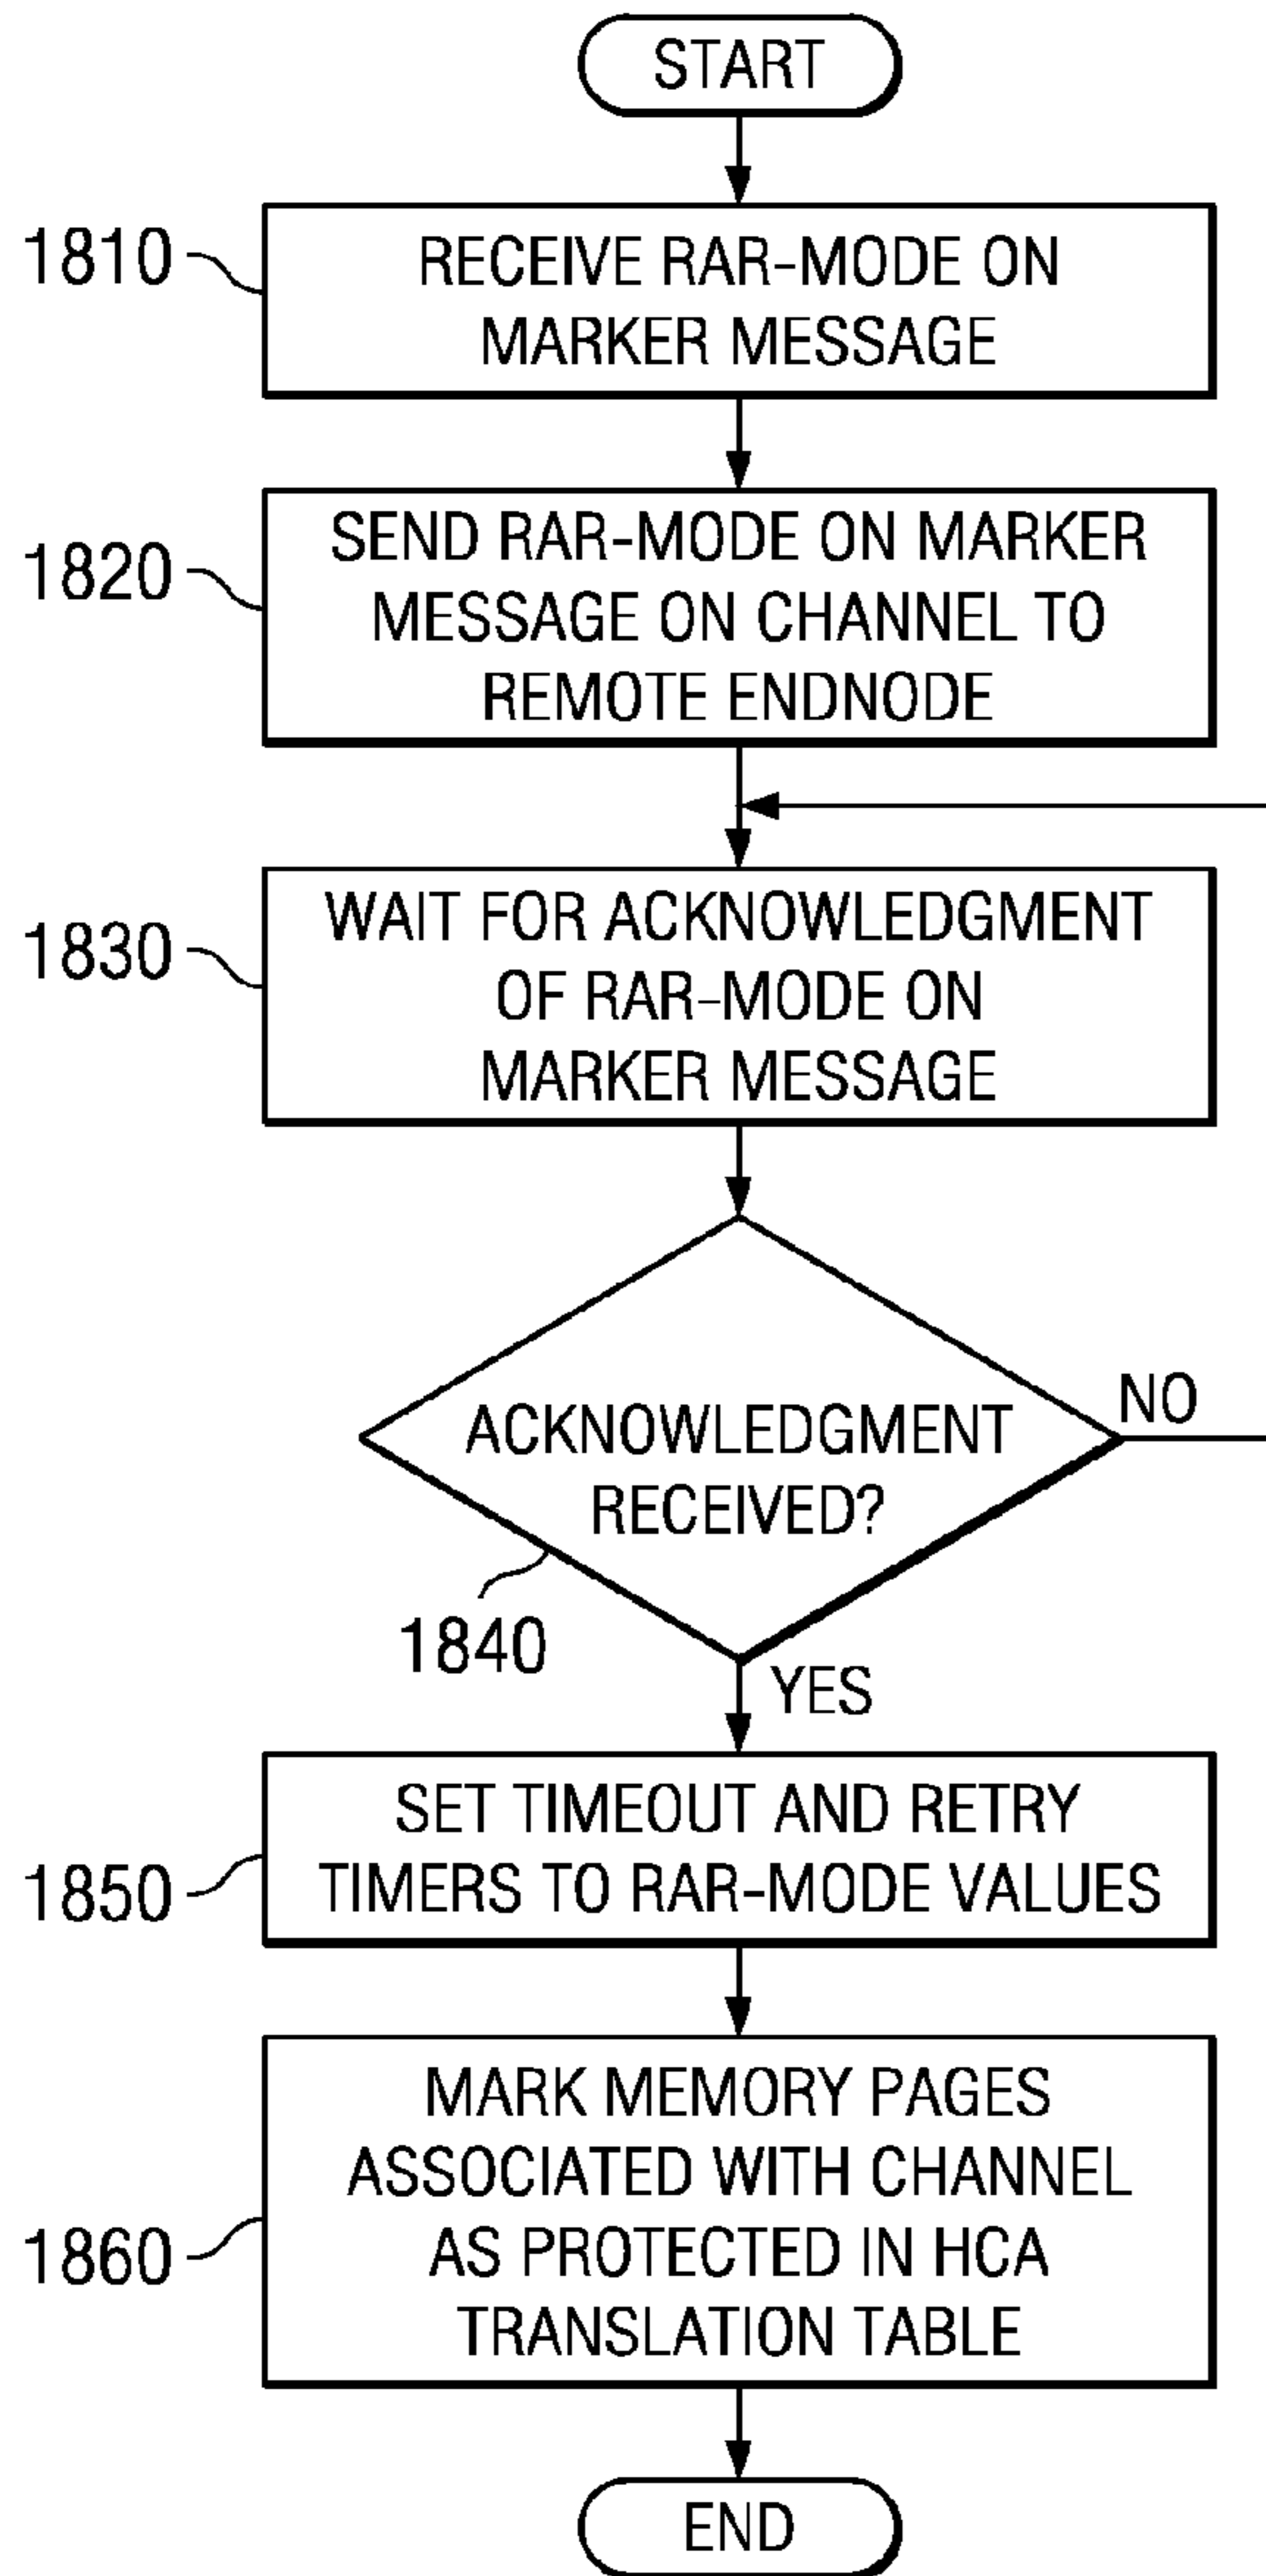 START
1810
RECEIVE RAR-MODE ON
MARKER MESSAGE
1820
SEND RAR-MODE ON MARKER
MESSAGE ON CHANNEL TO
REMOTE ENDNODE
1830
WAIT FOR ACKNOWLEDGMENT
OF RAR-MODE ON
MARKER MESSAGE
ACKNOWLEDGMENT
RECEIVED?
NO
1840
YES
1850
SET TIMEOUT AND RETRY
TIMERS TO RAR-MODE VALUES
1860
MARK MEMORY PAGES
ASSOCIATED WITH CHANNEL
AS PROTECTED IN HCA
TRANSLATION TABLE
END